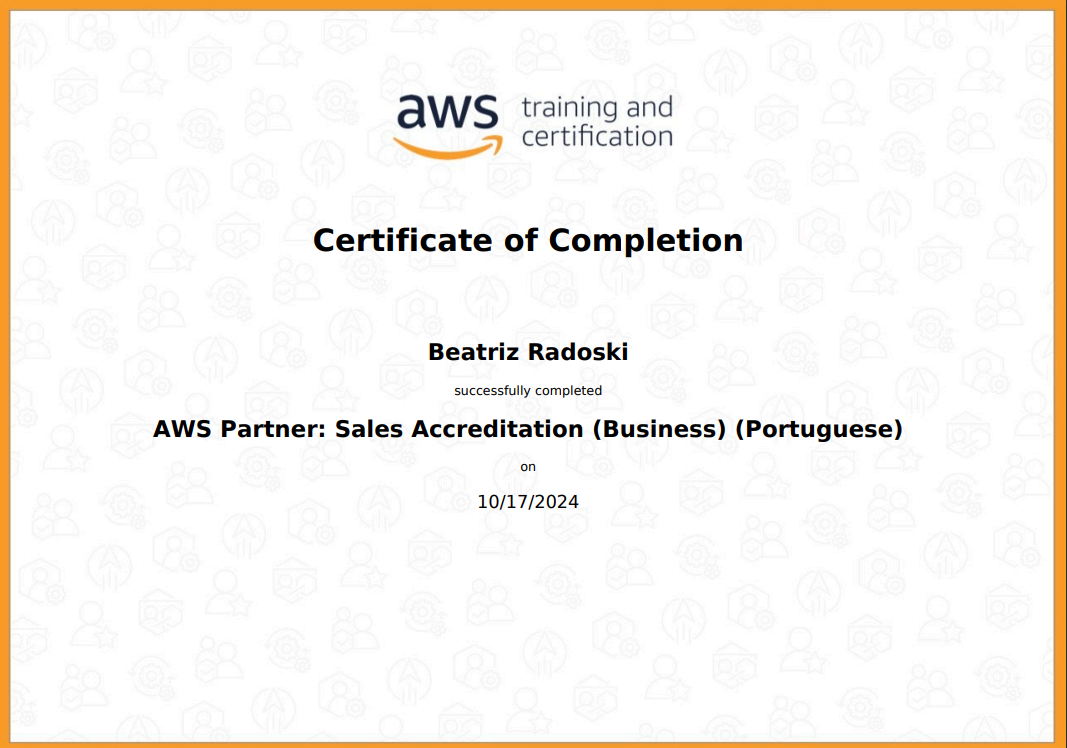 aws training and
certification
Certificate of Completion
Beatriz Radoski
successfully completed
AWS Partner: Sales Accreditation (Business) (Portuguese)
on
10/17/2024